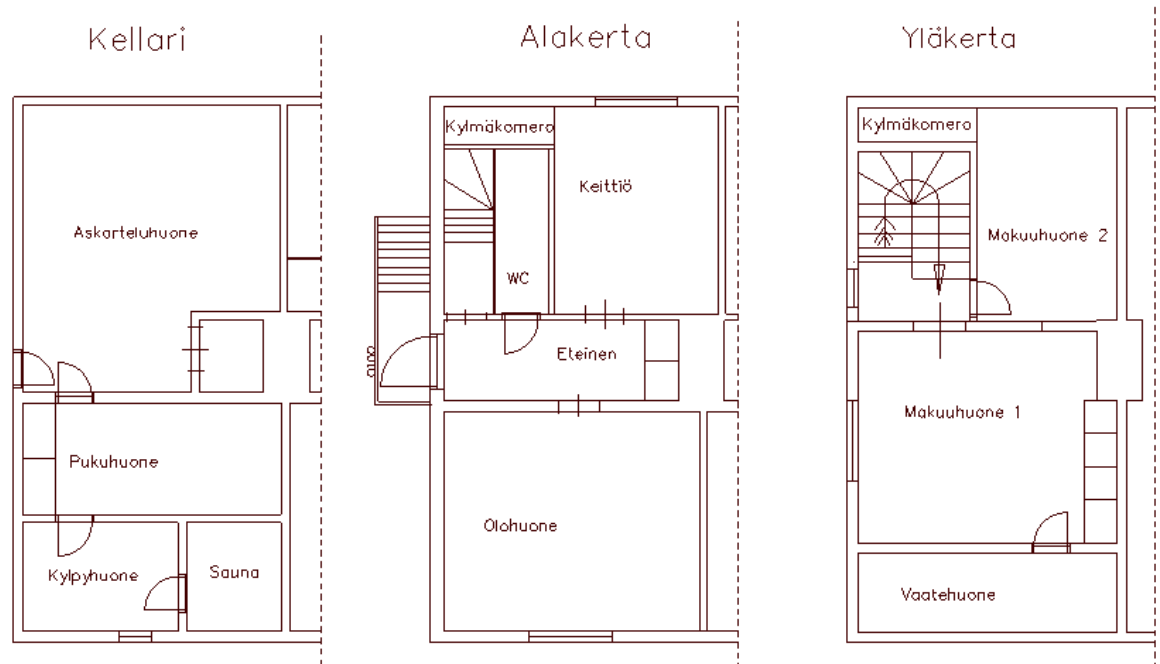 Kellari
Askarteluhuone
Pukuhuone
Kylpyhuone
Sauna
Alakerta
Kylmäkomero
Keittiö
WC
Eteinen
Olohuone
Yläkerta
Kylmäkomero
Makuuhuone 2
Makuuhuone 1
Vaatehuone